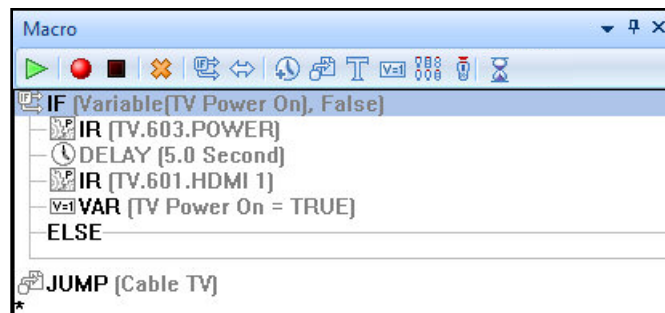 Macro
IF (Variable(TV Power On), False)
IR (TV.603.POWER)
DELAY (5.0 Second)
IR (TV.601.HDMI 1)
V=1 VAR (TV Power On = TRUE)
ELSE
JUMP (Cable TV)
*